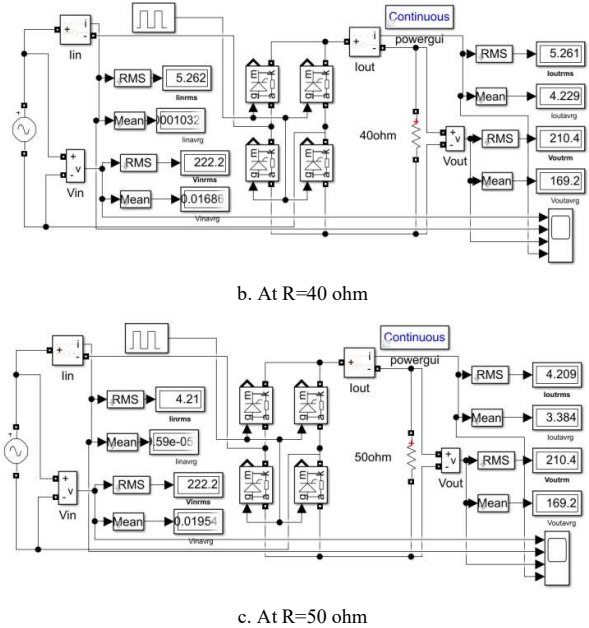 Continuous
powergui
+ i
-
Iin
Iout
RMS
5.262
Iinrms
Mean
0001032
Iinavrg
RMS
222.2
Vinrms
Mean
0.01686
Vinavrg
Vin
+ v
-
g m
a k
40ohm
Vout
RMS
5.261
Ioutrms
Mean
4.229
Ioutavrg
RMS
210.4
Voutrm
Mean
169.2
Voutavrg
b. At R=40 ohm
Continuous
powergui
+ i
-
Iin
Iout
RMS
4.21
Iinrms
Mean
59e-05
Iinavrg
RMS
222.2
Vinrms
Mean
0.01954
Vinavrg
Vin
+ v
-
g m
a k
50ohm
Vout
RMS
4.209
Ioutrms
Mean
3.384
Ioutavrg
RMS
210.4
Voutrm
Mean
169.2
Voutavrg
c. At R=50 ohm